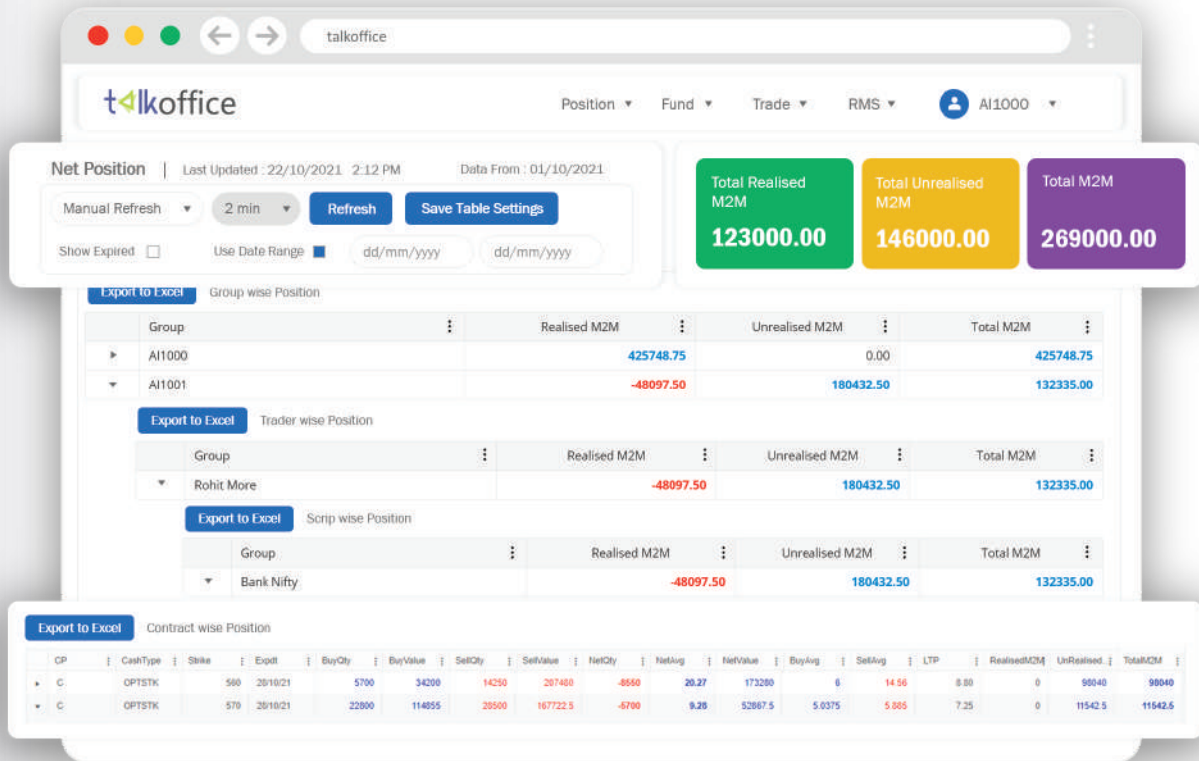 talkoffice
talkoffice
Position Fund Trade RMS AI1000
Net Position | Last Updated : 22/10/2021 2:12 PM Data From : 01/10/2021
Manual Refresh 2 min Refresh Save Table Settings
Show Expired Use Date Range dd/mm/yyyy dd/mm/yyyy
Total Realised
M2M
123000.00
Total Unrealised
M2M
146000.00
Total M2M
269000.00
Export to Excel Group wise Position
Group Realised M2M Unrealised M2M Total M2M
AI1000 425748.75 0.00 425748.75
AI1001 -48097.50 180432.50 132335.00
Export to Excel Trader wise Position
Group Realised M2M Unrealised M2M Total M2M
Rohit More -48097.50 180432.50 132335.00
Export to Excel Scrip wise Position
Group Realised M2M Unrealised M2M Total M2M
Bank Nifty -48097.50 180432.50 132335.00
Export to Excel Contract wise Position
CP CashType Strike Expdt BuyQty BuyValue SellQty SellValue NetQty NetAvg NetValue BuyAvg SellAvg LTP RealisedM2M UnRealised.. TotalM2M
C OPTSTK 560 28/10/21 5700 34200 14250 207480 -8550 20.27 173280 6 14.56 8.80 0 98040 98040
C OPTSTK 570 28/10/21 22800 114855 28500 167722.5 -5700 9.28 52867.5 5.0375 5.885 7.25 0 11542.5 11542.5